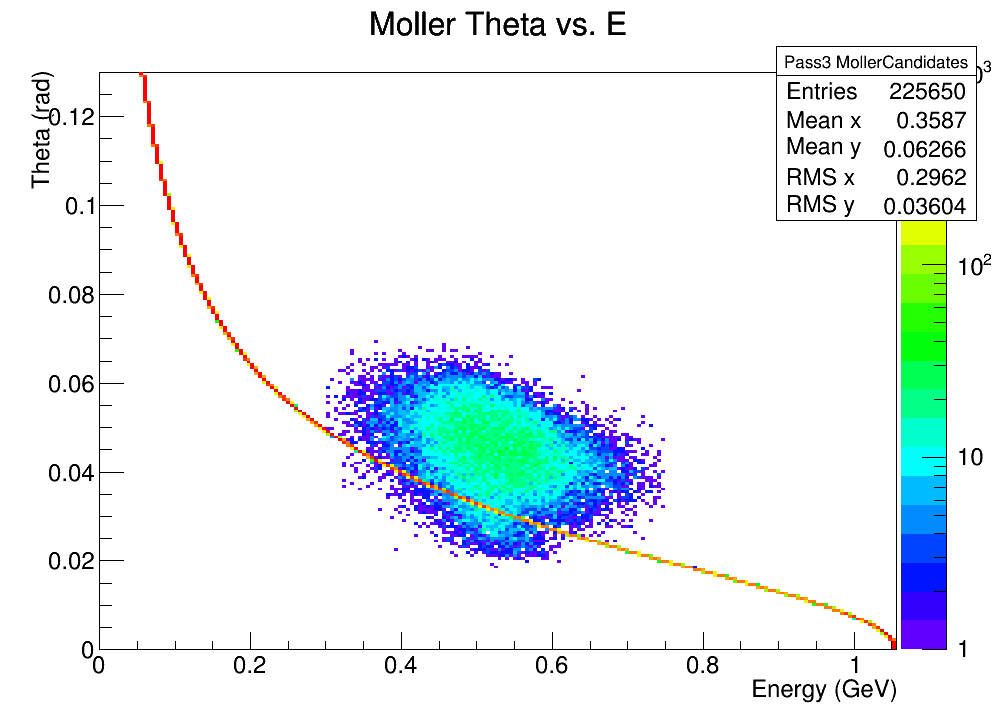 Moller Theta vs. E
Pass3 MollerCandidates
Entries 225650
Mean x 0.3587
Mean y 0.06266
RMS x 0.2962
RMS y 0.03604
Theta (rad)
0.12
0.1
0.08
0.06
0.04
0.02
0
0 0.2 0.4 0.6 0.8 1
Energy (GeV)
10²
10
1